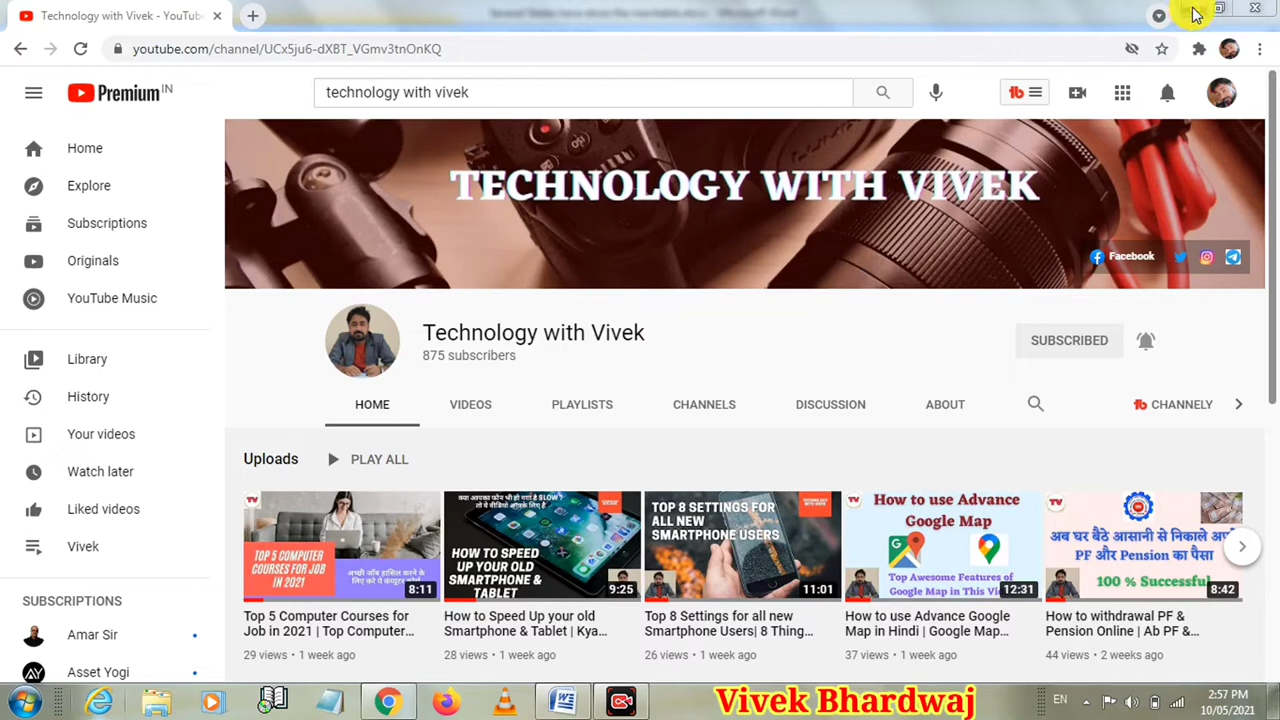 Technology with Vivek - YouTube
youtube.com/channel/UCx5ju6-dXBT_VGmv3tnOnKQ
Premium IN
technology with vivek
Home
Explore
Subscriptions
Originals
YouTube Music
Library
History
Your videos
Watch later
Liked videos
Vivek
SUBSCRIPTIONS
Amar Sir
Asset Yogi
TECHNOLOGY WITH VIVEK
Facebook
Technology with Vivek
875 subscribers
SUBSCRIBED
HOME VIDEOS PLAYLISTS CHANNELS DISCUSSION ABOUT CHANNELY
Uploads PLAY ALL
TOP 5 COMPUTER
COURSES FOR JOB
IN 2021
अच्छी जॉब हासिल करने के
लिए करे ये कंप्यूटर
8:11
Top 5 Computer Courses for
Job in 2021 | Top Computer...
29 views • 1 week ago
क्या आपका फोन भी हो गया है SLOW
तो ये वीडियो आपके लिए है
HOW TO SPEED
UP YOUR OLD
SMARTPHONE &
TABLET
9:25
How to Speed Up your old
Smartphone & Tablet | Kya...
28 views • 1 week ago
TOP 8 SETTINGS FOR
ALL NEW
SMARTPHONE USERS
11:01
Top 8 Settings for all new
Smartphone Users| 8 Thing...
26 views • 1 week ago
How to use Advance
Google Map
Top Awesome Features of
Google Map in This
12:31
How to use Advance Google
Map in Hindi | Google Map...
37 views • 1 week ago
अब घर बैठे आसानी से निकाले
PF और Pension का पैसा
100 % Successful
8:42
How to withdrawal PF &
Pension Online | Ab PF &...
44 views • 2 weeks ago
Vivek Bhardwaj
EN
2:57 PM
10/05/2021